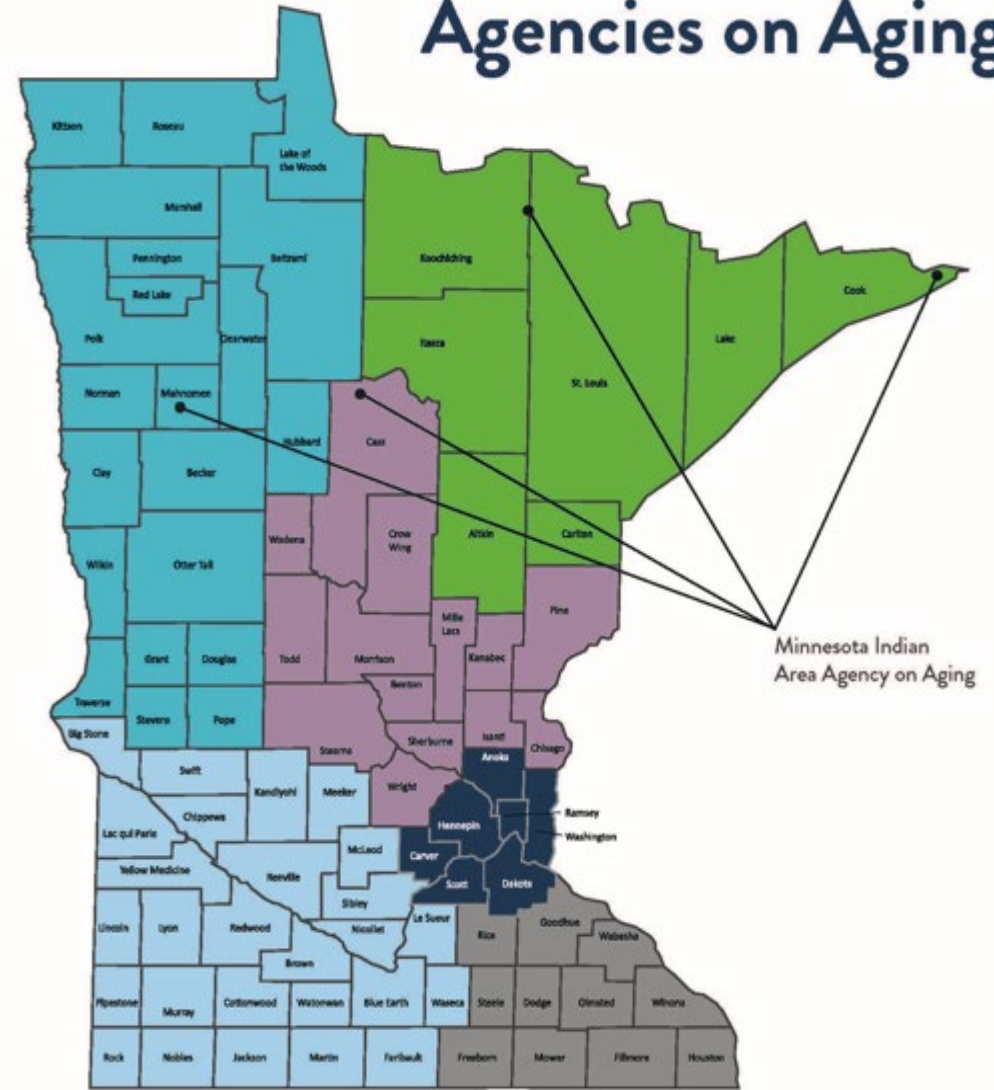 Agencies on Aging
Kittson
Roseau
Lake of
the Woods
Marshall
Beltrami
Koochiching
Pennington
Red Lake
Cook
Polk
Clearwater
Itasca
Lake
St. Louis
Norman
Mahnomen
Hubbard
Cass
Clay
Becker
Wadena
Crow
Wing
Aitkin
Carlton
Wilkin
Otter Tail
Pine
Mille
Lacs
Minnesota Indian
Area Agency on Aging
Grant
Douglas
Todd
Morrison
Kanabec
Benton
Traverse
Stevens
Pope
Big Stone
Stearns
Sherburne
Isanti
Chisago
Anoka
Swift
Kandiyohi
Meeker
Wright
Chippewa
Ramsey
Hennepin
Washington
Lac qui Parle
McLeod
Carver
Yellow Medicine
Renville
Scott
Dakota
Sibley
Lincoln
Lyon
Redwood
Nicollet
Le Sueur
Rice
Goodhue
Wabasha
Brown
Pipestone
Murray
Cottonwood
Watonwan
Blue Earth
Waseca
Steele
Dodge
Olmsted
Winona
Rock
Nobles
Jackson
Martin
Faribault
Freeborn
Mower
Fillmore
Houston